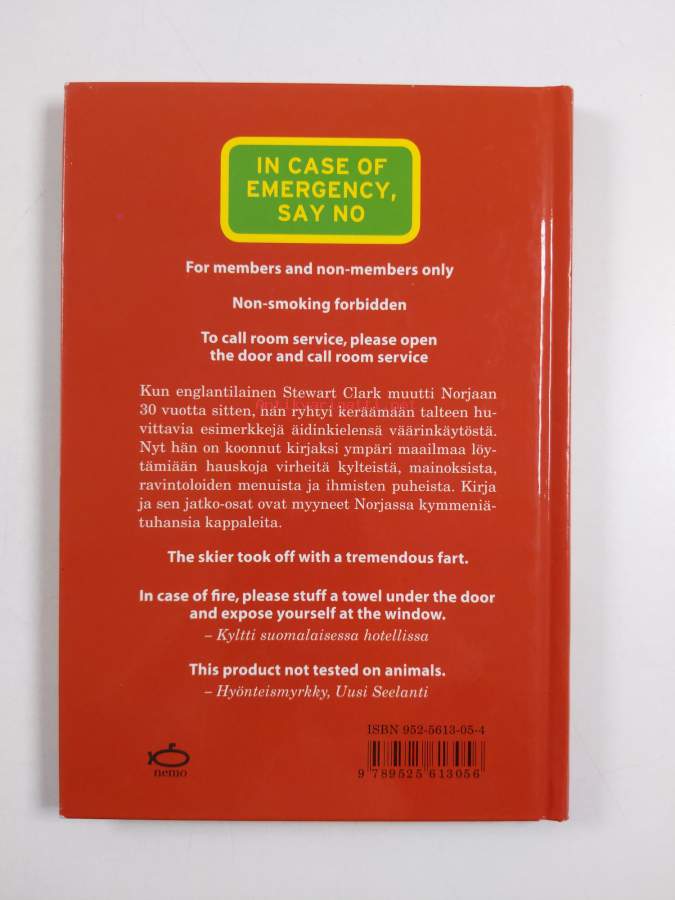 IN CASE OF
EMERGENCY,
SAY NO
For members and non-members only
Non-smoking forbidden
To call room service, please open
the door and call room service
Kun englantilainen Stewart Clark muutti Norjaan
30 vuotta sitten, hän ryhtyi keräämään talteen hu-
vittavia esimerkkejä äidinkielensä väärinkäytöstä.
Nyt hän on koonnut kirjaksi ympäri maailmaa löy-
tämiään hauskoja virheitä kylteistä, mainoksista,
ravintoloiden menuista ja ihmisten puheista. Kirja
ja sen jatko-osat ovat myyneet Norjassa kymmeniä-
tuhansia kappaleita.
The skier took off with a tremendous fart.
In case of fire, please stuff a towel under the door
and expose yourself at the window.
– Kyltti suomalaisessa hotellissa
This product not tested on animals.
– Hyönteismyrkky, Uusi Seelanti
ISBN 952-5613-05-4
9 789525 613056
nemo